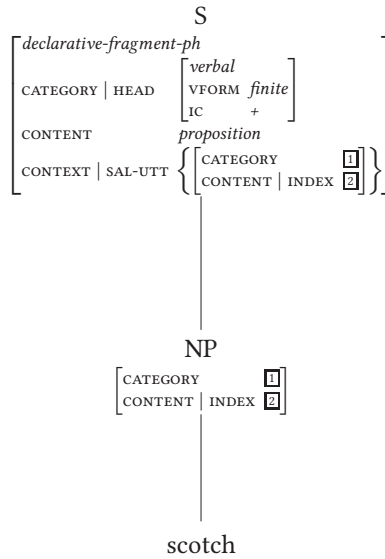 S
declarative-fragment-ph
verbal
CATEGORY | HEAD VFORM finite
IC +
CONTENT proposition
CATEGORY 1
CONTEXT | SAL-UTT
CONTENT | INDEX 2
NP
CATEGORY 1
CONTENT | INDEX 2
scotch